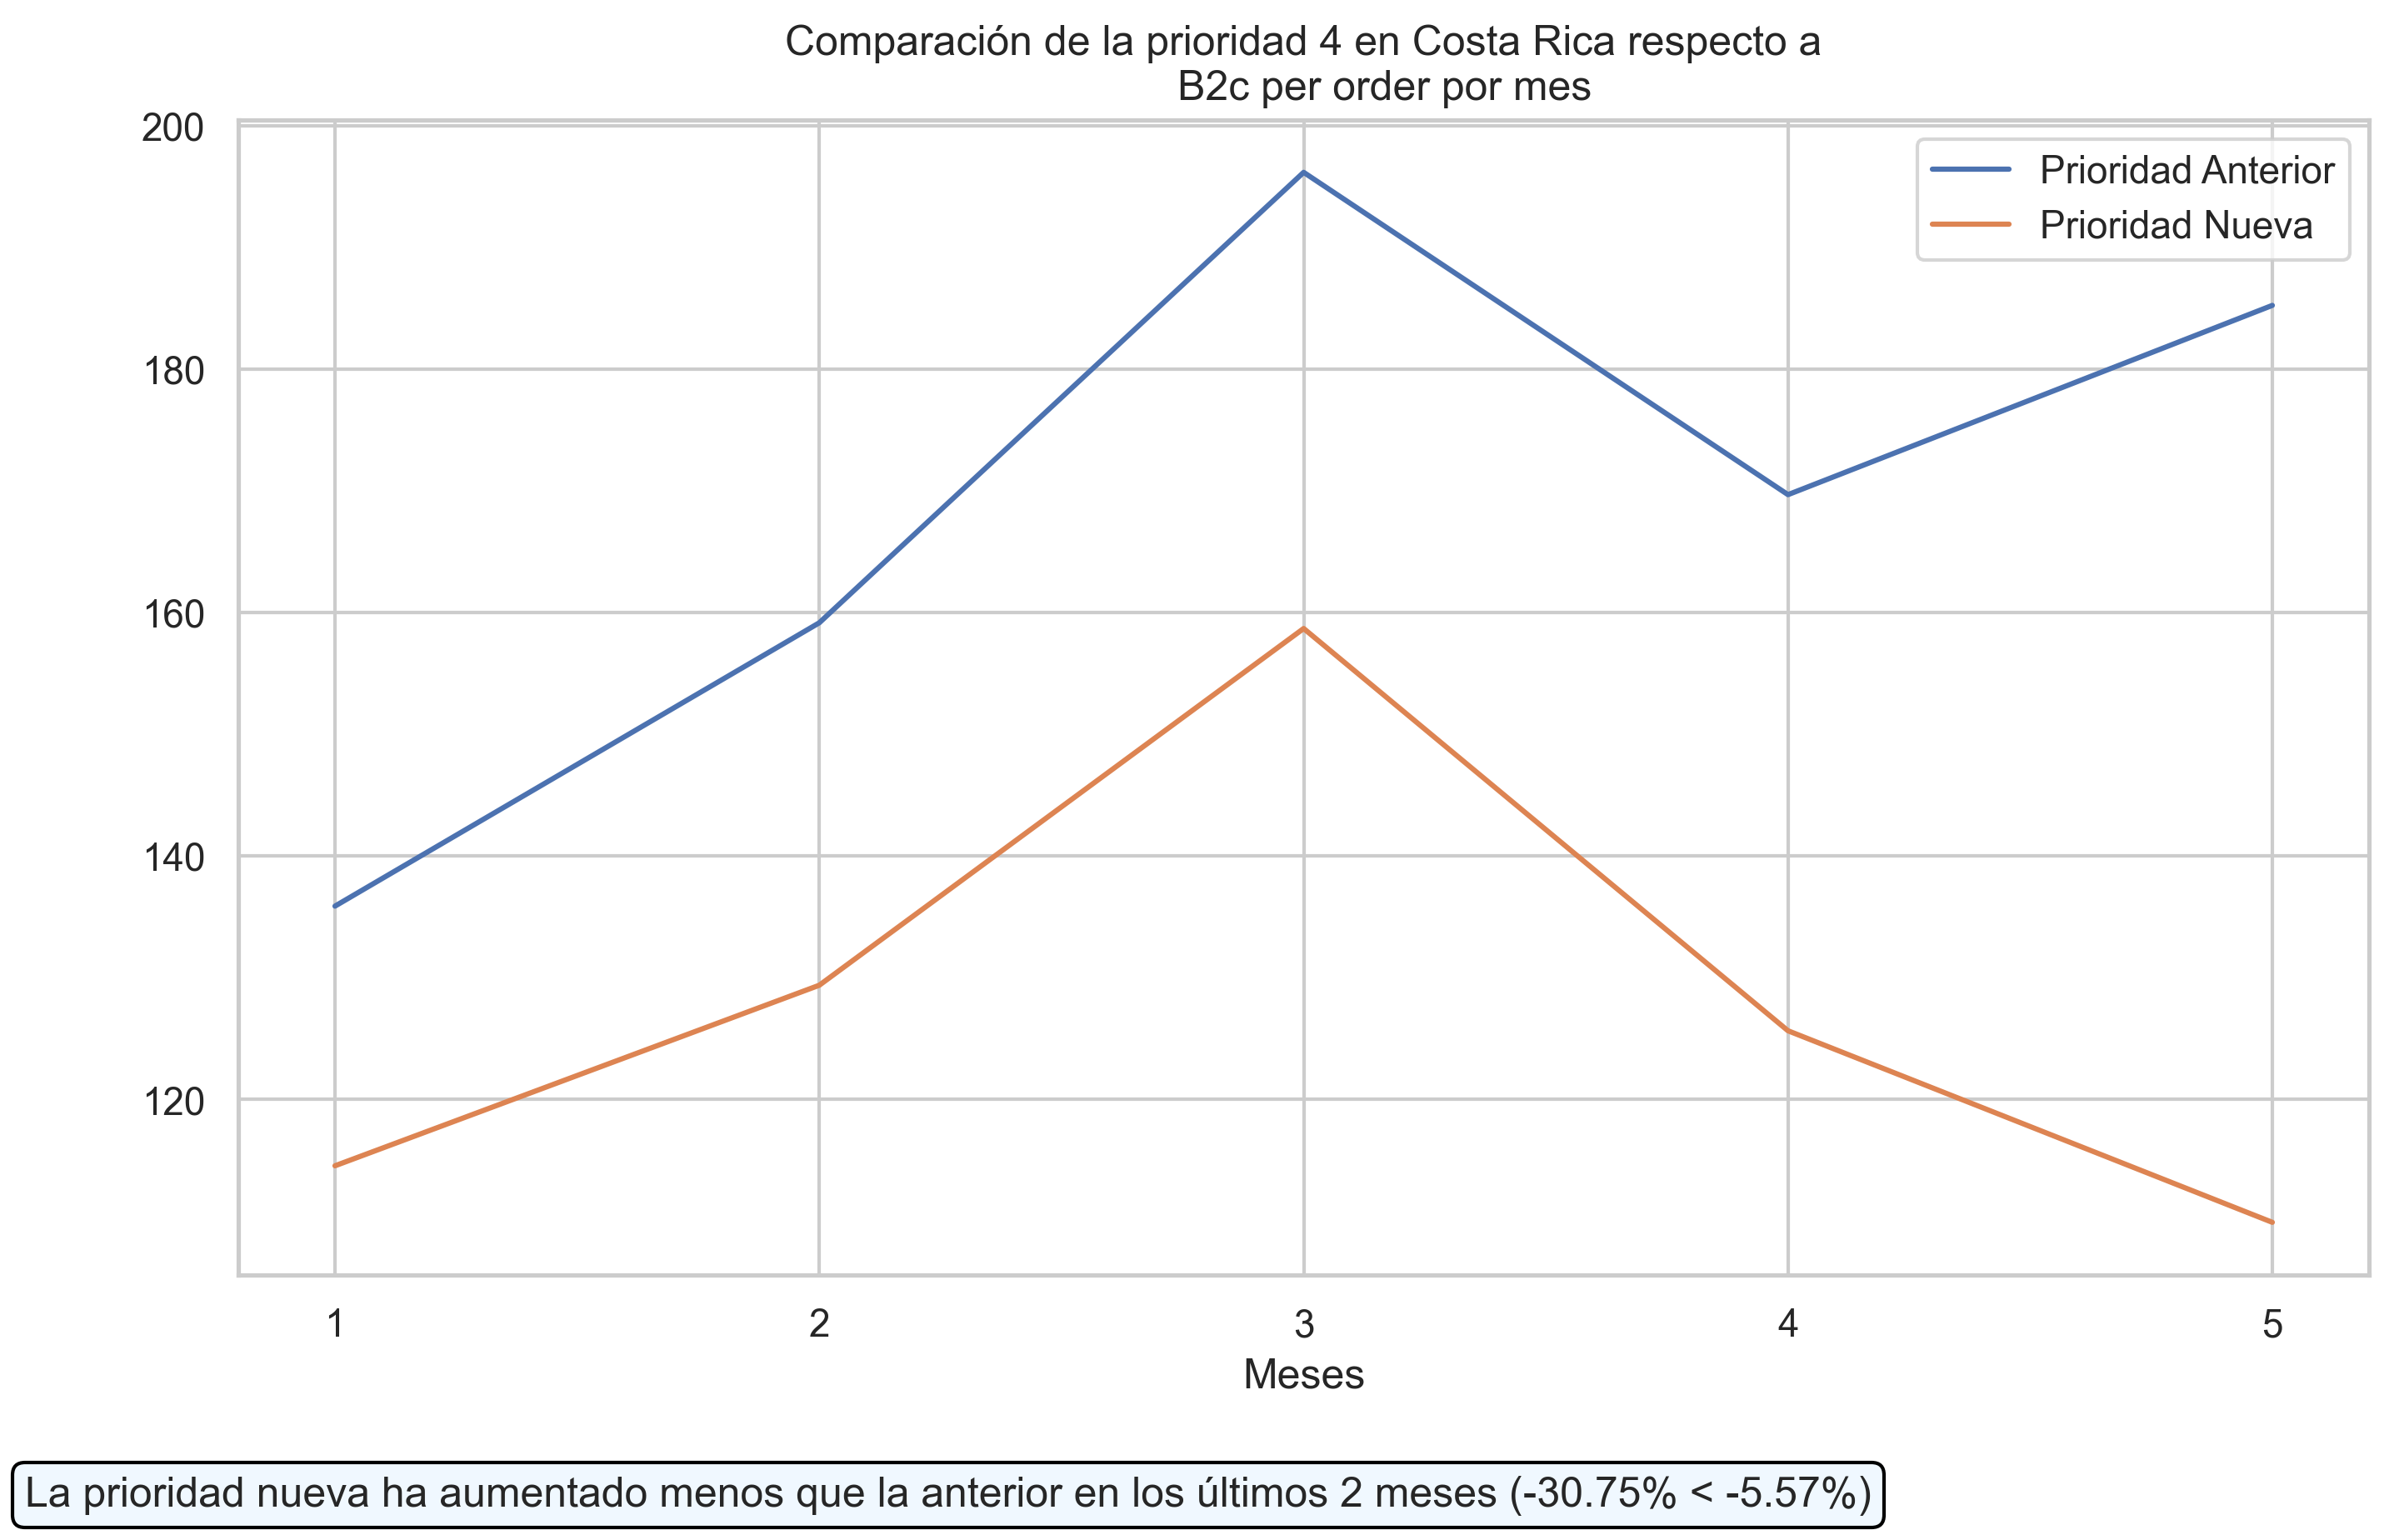 Comparación de la prioridad 4 en Costa Rica respecto a
B2c per order por mes
200
180
160
140
120
Prioridad Anterior
Prioridad Nueva
1 2 3 4 5
Meses
La prioridad nueva ha aumentado menos que la anterior en los últimos 2 meses (-30.75% < -5.57%)